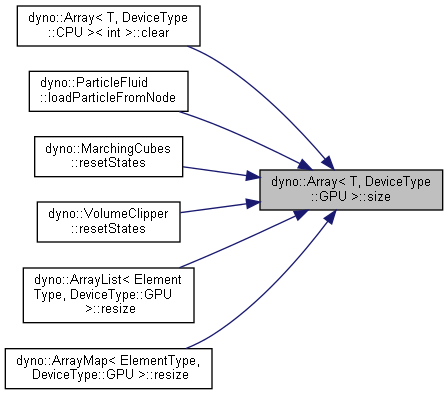 dyno::Array< T, DeviceType
::CPU >< int >::clear
dyno::ParticleFluid
::loadParticleFromNode
dyno::MarchingCubes
::resetStates
dyno::VolumeClipper
::resetStates
dyno::ArrayList< Element
Type, DeviceType::GPU
>::resize
dyno::ArrayMap< ElementType,
DeviceType::GPU >::resize
dyno::Array< T, DeviceType
::GPU >::size